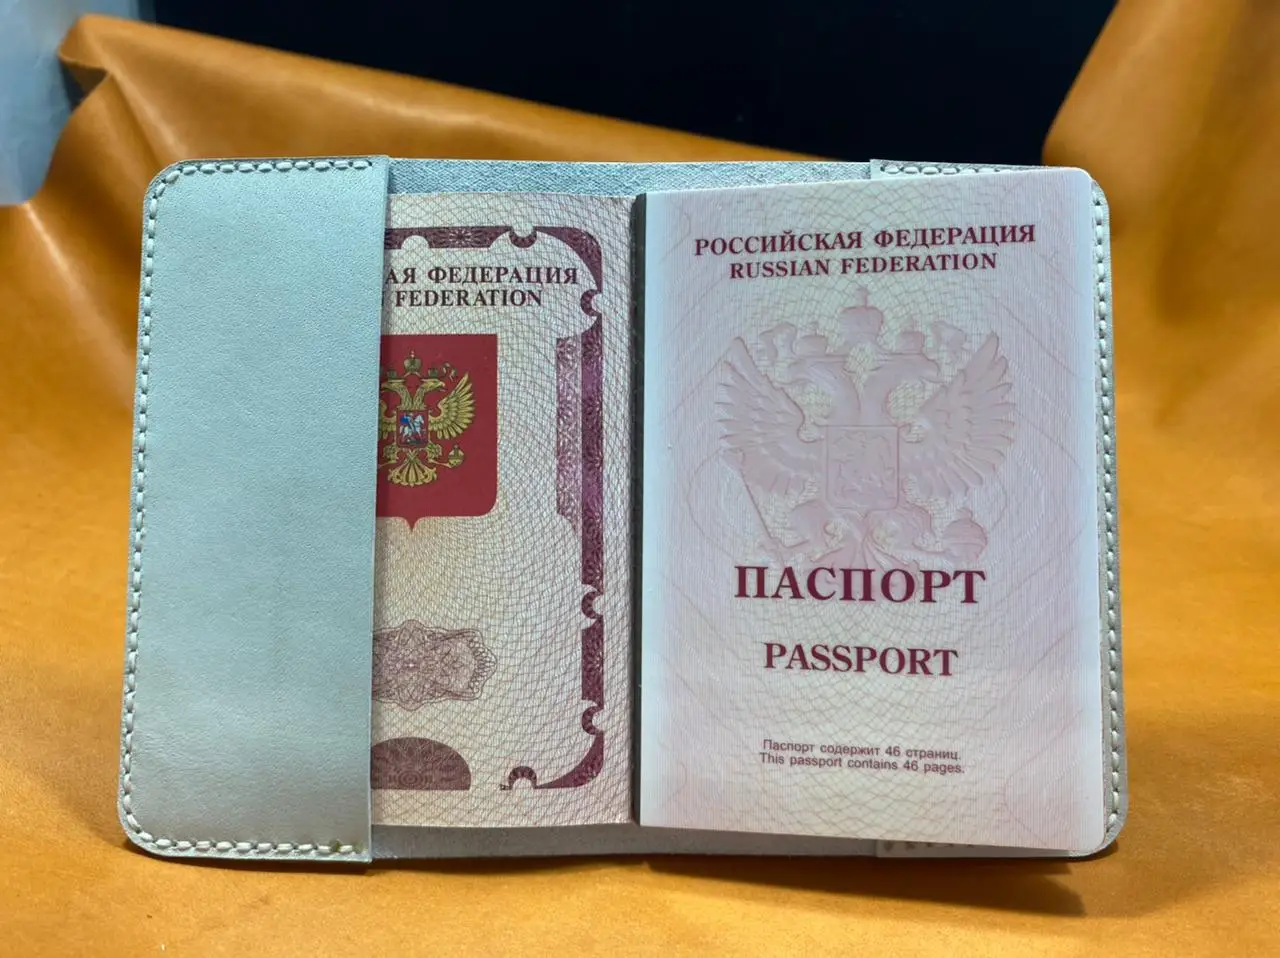 АЯ ФЕДЕРАЦИЯ
FEDERATION
РОССИЙСКАЯ ФЕДЕРАЦИЯ
RUSSIAN FEDERATION
ПАСПОРТ
PASSPORT
Паспорт содержит 46 страниц.
This passport contains 46 pages.